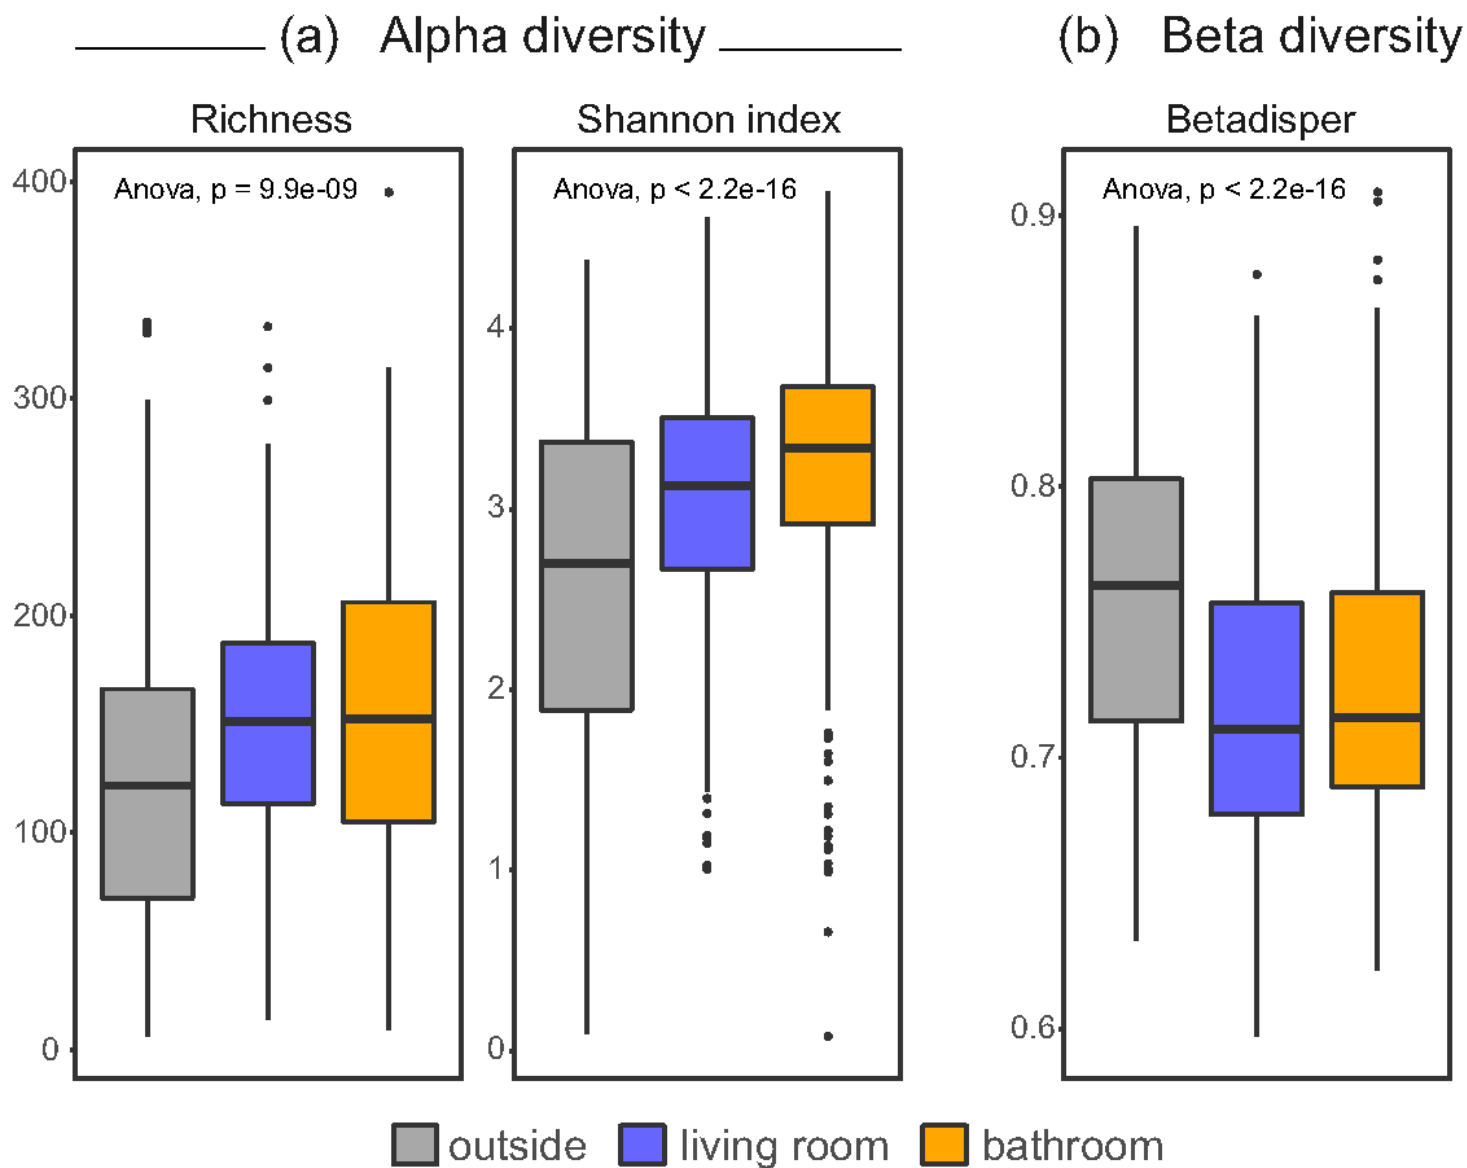 (a) Alpha diversity
(b) Beta diversity
Richness
Shannon index
Betadisper
Anova, p = 9.9e-09
Anova, p < 2.2e-16
Anova, p < 2.2e-16
400
300
200
100
0
4
3
2
1
0
0.9
0.8
0.7
0.6
outside
living room
bathroom